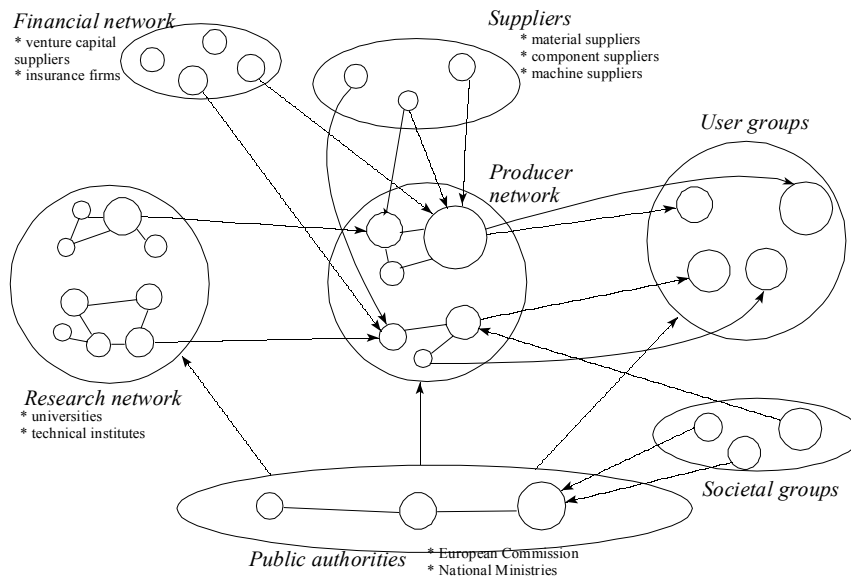 Financial network
* venture capital
suppliers
* insurance firms
Suppliers
* material suppliers
* component suppliers
* machine suppliers
User groups
Producer
network
Research network
* universities
* technical institutes
Societal groups
Public authorities
* European Commission
* National Ministries